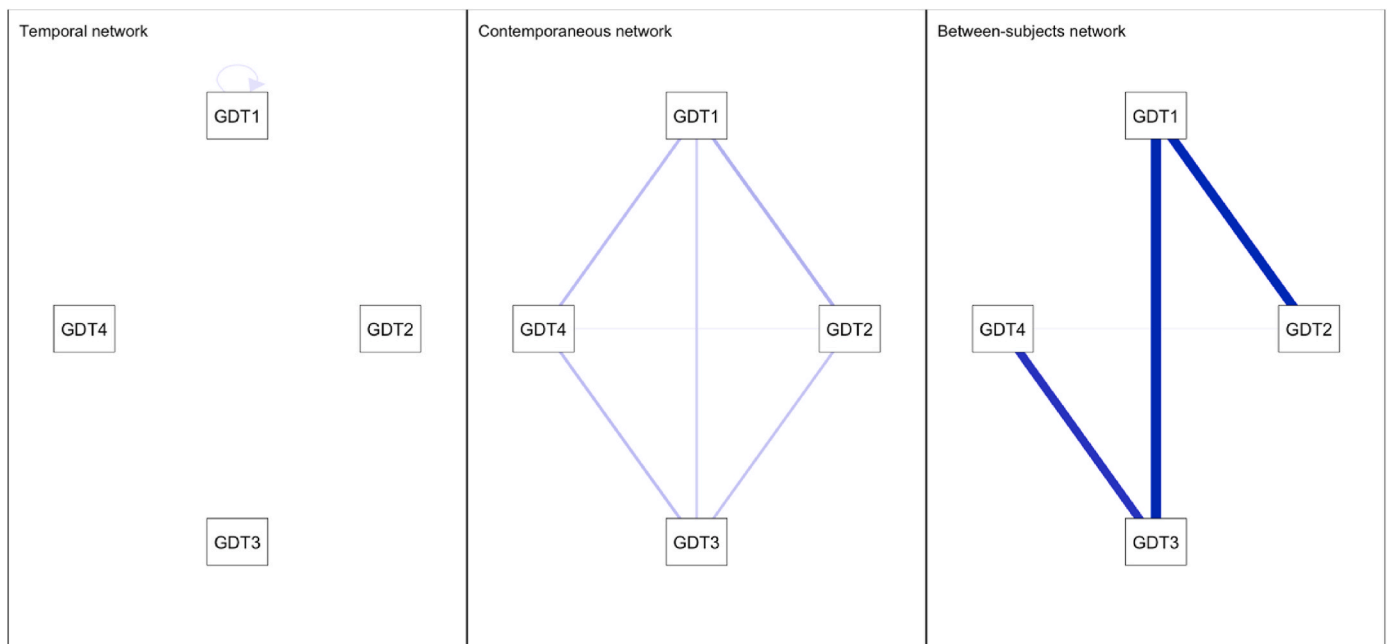 Temporal network
GDT1
GDT4
GDT2
GDT3
Contemporaneous network
GDT1
GDT4
GDT2
GDT3
Between-subjects network
GDT1
GDT4
GDT2
GDT3